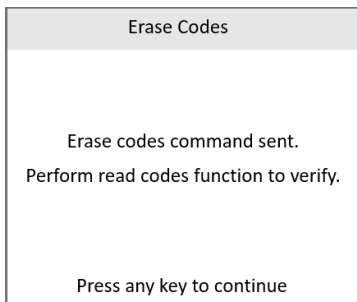 Erase Codes
Erase codes command sent.
Perform read codes function to verify.
Press any key to continue